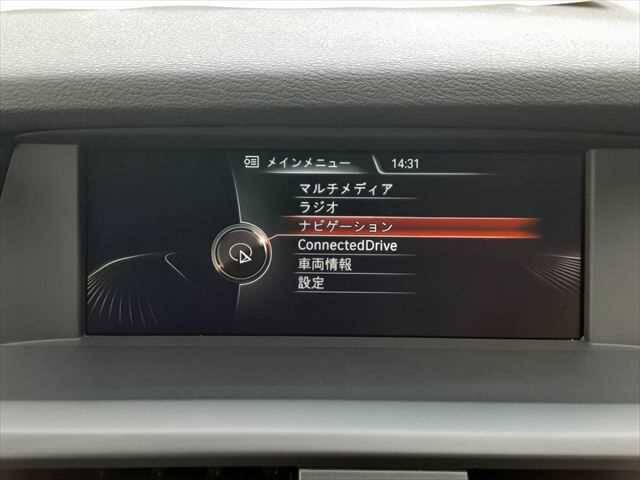 メインメニュー 14:31
マルチメディア
ラジオ
ナビゲーション
ConnectedDrive
車両情報
設定